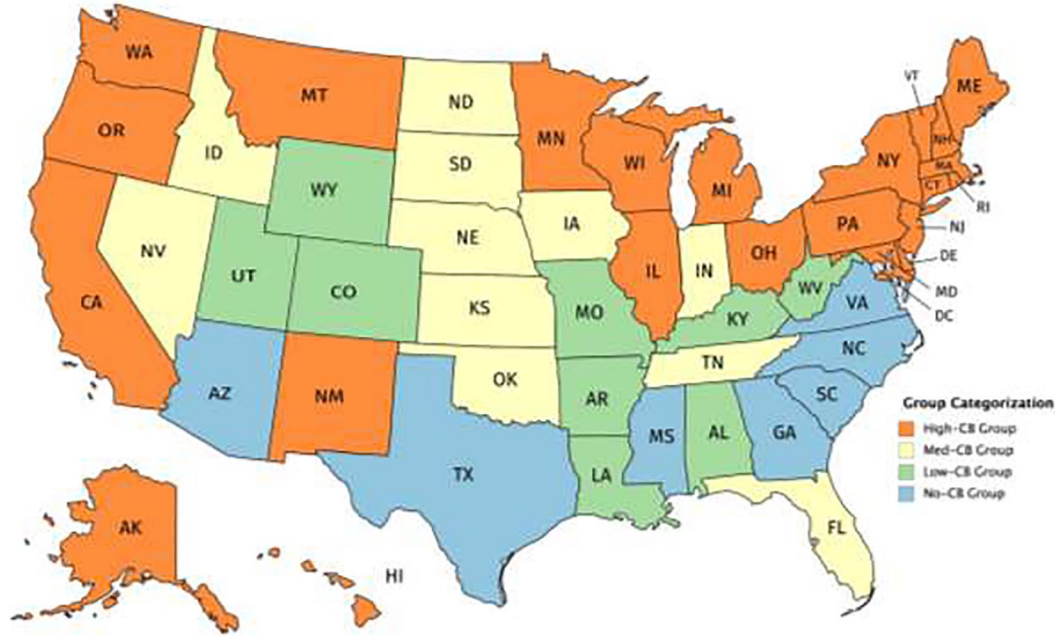 WA
MT
ND
MN
VT
ME
OR
ID
SD
WI
MI
NY
NH
MA
CT
RI
WY
NE
IA
PA
NJ
NV
UT
CO
KS
MO
IL
IN
OH
WV
VA
DE
MD
DC
CA
KY
NC
AZ
NM
OK
AR
TN
SC
TX
LA
MS
AL
GA
FL
AK
HI
Group Categorization
High-CB Group
Med-CB Group
Low-CB Group
No-CB Group